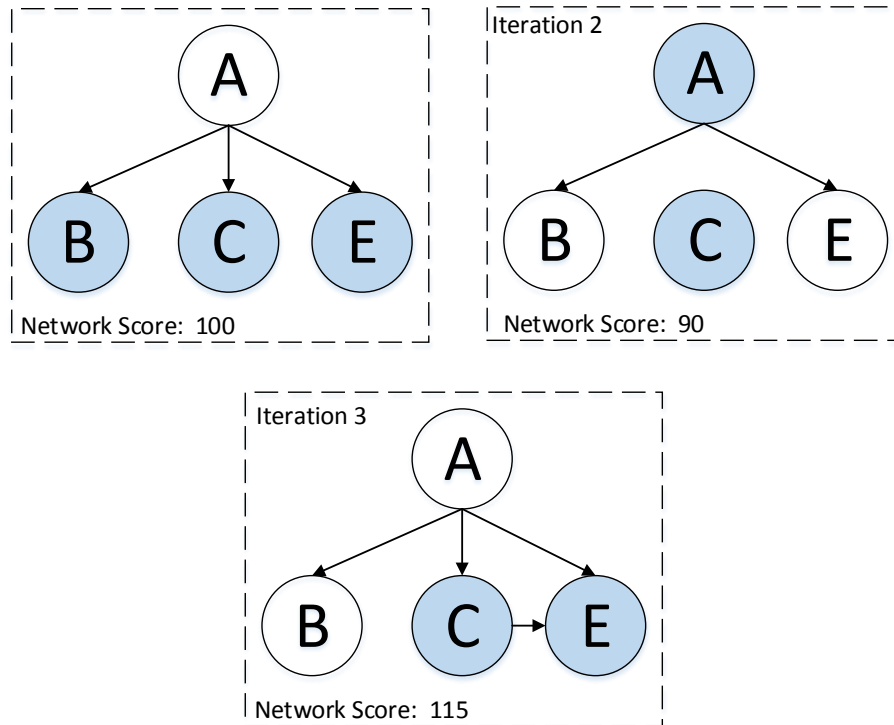 A
B C E
Network Score: 100
Iteration 2
A
B C E
Network Score: 90
Iteration 3
A
B C E
Network Score: 115